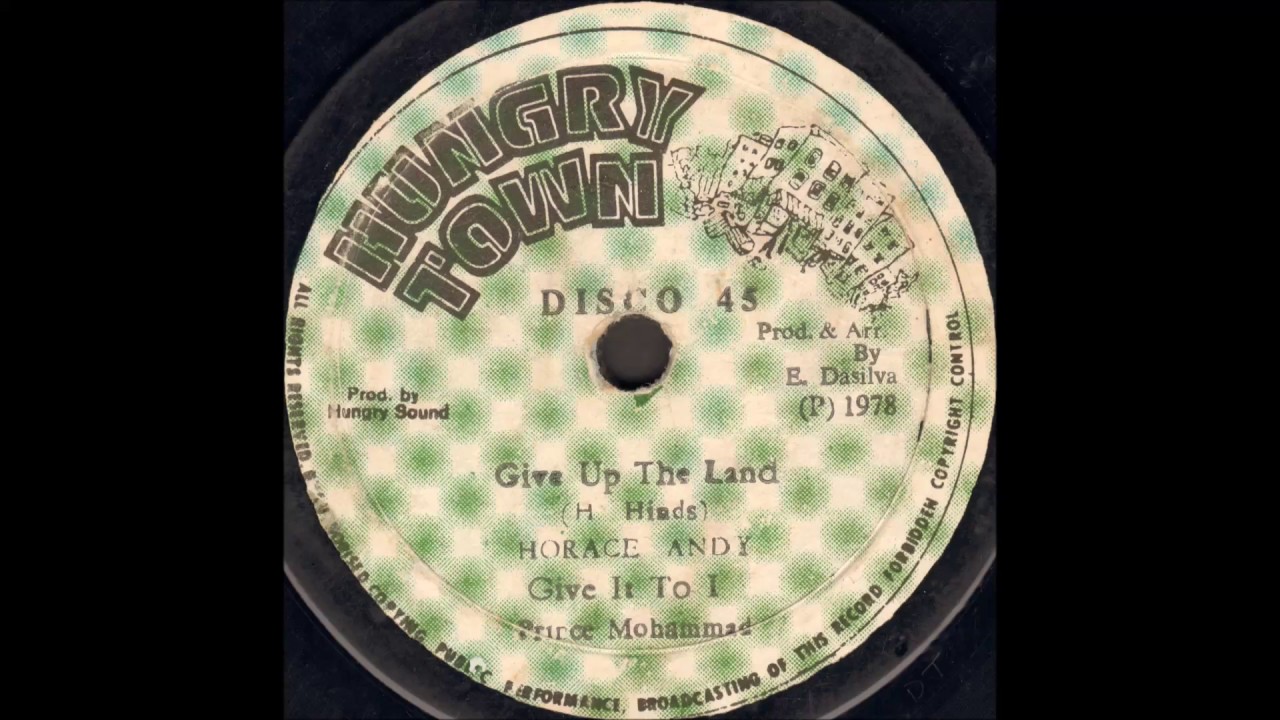 HUNGRY
TOWN
DISCO 45
Prod. & Arr.
By
E. Dasilva
(P) 1978
Prod. by
Hungry Sound
Give Up The Land
(H Hinds)
HORACE ANDY
Give It To I
Prince Mohammad
ALL RIGHTS RESERVED. COPYING, PUBLIC PERFORMANCE, BROADCASTING OF THIS RECORD FORBIDDEN COPYRIGHT CONTROL
DT